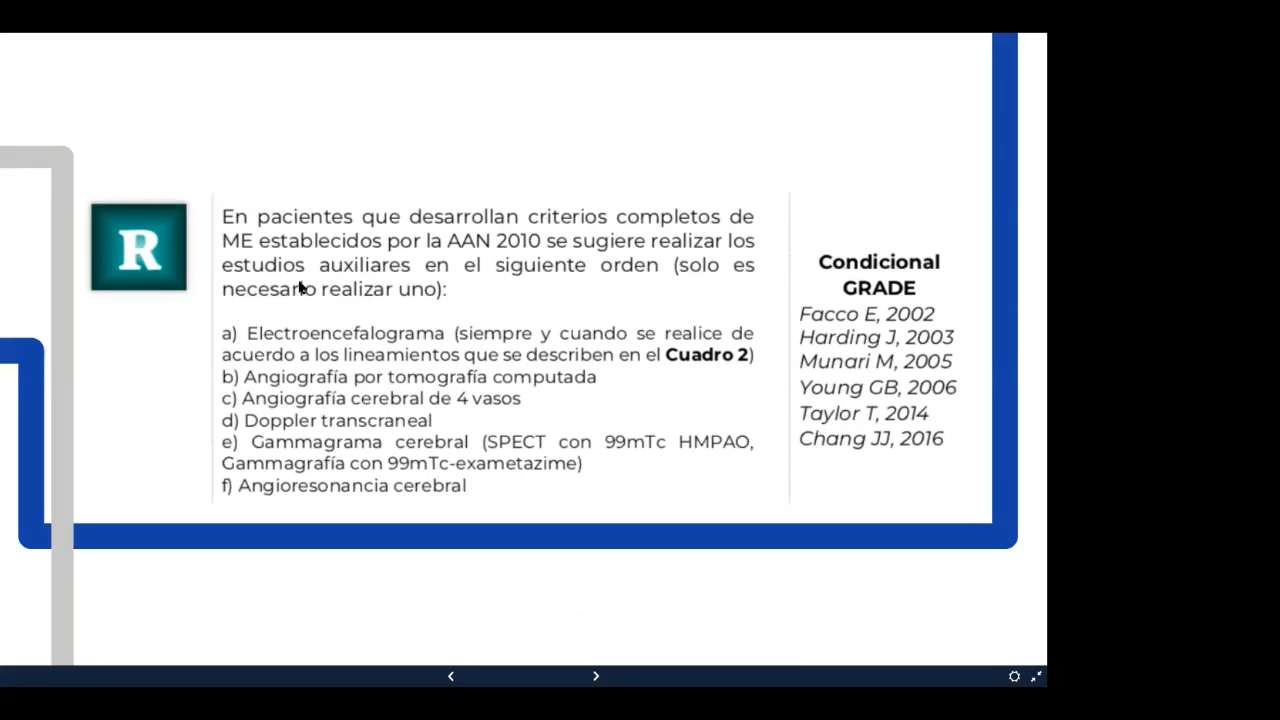 R
En pacientes que desarrollan criterios completos de
ME establecidos por la AAN 2010 se sugiere realizar los
estudios auxiliares en el siguiente orden (solo es
necesario realizar uno):
a) Electroencefalograma (siempre y cuando se realice de
acuerdo a los lineamientos que se describen en el Cuadro 2)
b) Angiografía por tomografía computada
c) Angiografía cerebral de 4 vasos
d) Doppler transcraneal
e) Gammagrama cerebral (SPECT con 99mTc HMPAO,
Gammagrafía con 99mTc-exametazime)
f) Angioresonancia cerebral
Condicional
GRADE
Facco E, 2002
Harding J, 2003
Munari M, 2005
Young GB, 2006
Taylor T, 2014
Chang JJ, 2016